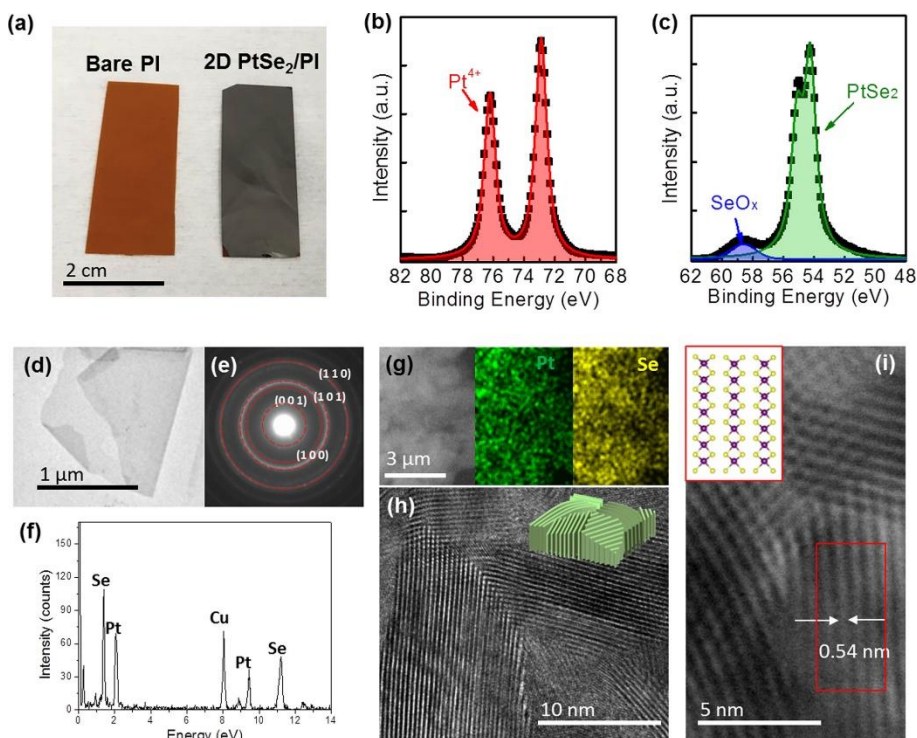 (a)
Bare PI 2D PtSe₂/PI
2 cm
(b)
Intensity (a.u.)
Pt⁴⁺
82 80 78 76 74 72 70 68
Binding Energy (eV)
(c)
Intensity (a.u.)
PtSe₂
SeOₓ
62 60 58 56 54 52 50 48
Binding Energy (eV)
(d)
1 µm
(e)
(1 1 0)
(0 0 1) (1 0 1)
(1 0 0)
(f)
Intensity (counts)
150
120
90
60
30
0
Se
Pt
Cu
Pt
Se
0 2 4 6 8 10 12 14
Energy (eV)
(g)
Pt
Se
3 µm
(h)
10 nm
(i)
0.54 nm
5 nm